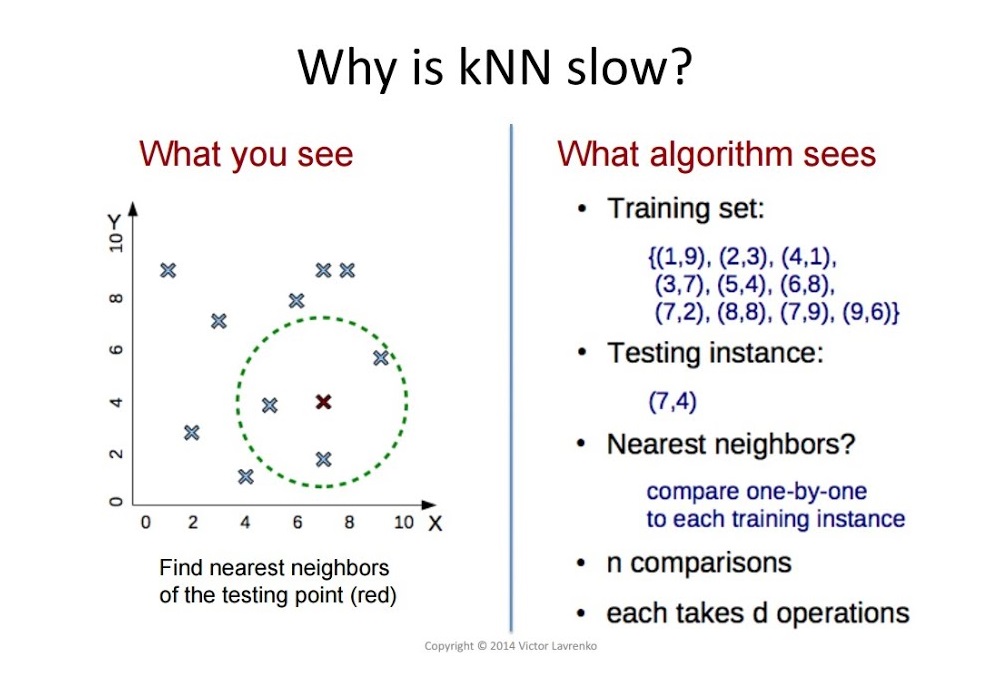 Why is kNN slow?
What you see
Y
10
8
6
4
2
0
0 2 4 6 8 10 X
Find nearest neighbors
of the testing point (red)
What algorithm sees
• Training set:
{(1,9), (2,3), (4,1),
(3,7), (5,4), (6,8),
(7,2), (8,8), (7,9), (9,6)}
• Testing instance:
(7,4)
• Nearest neighbors?
compare one-by-one
to each training instance
• n comparisons
• each takes d operations
Copyright © 2014 Victor Lavrenko